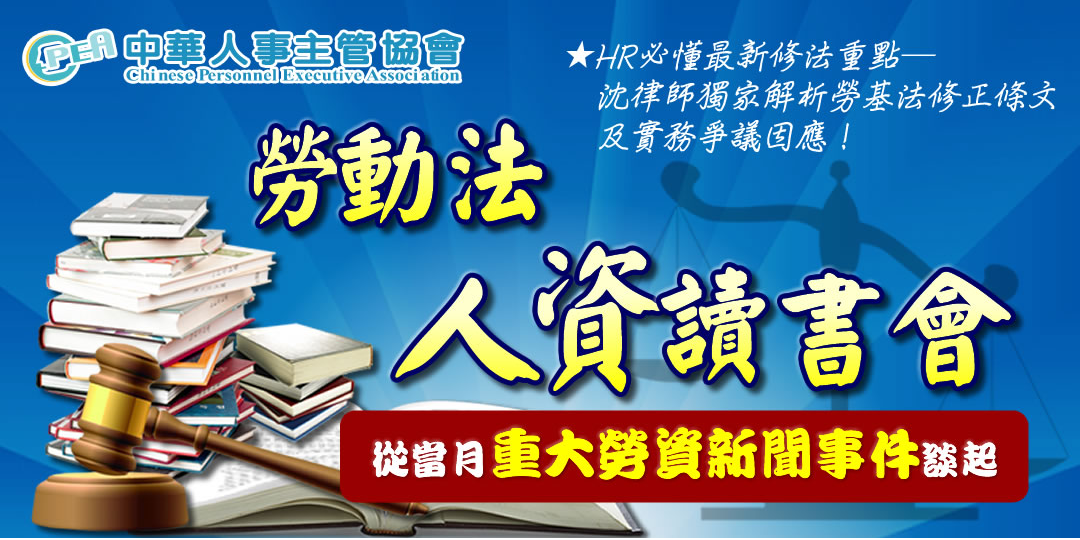 CPEA 中華人事主管協會
Chinese Personnel Executive Association
★HR必懂最新修法重點—
沈律師獨家解析勞基法修正條文
及實務爭議因應！
勞動法
人資讀書會
從當月重大勞資新聞事件談起